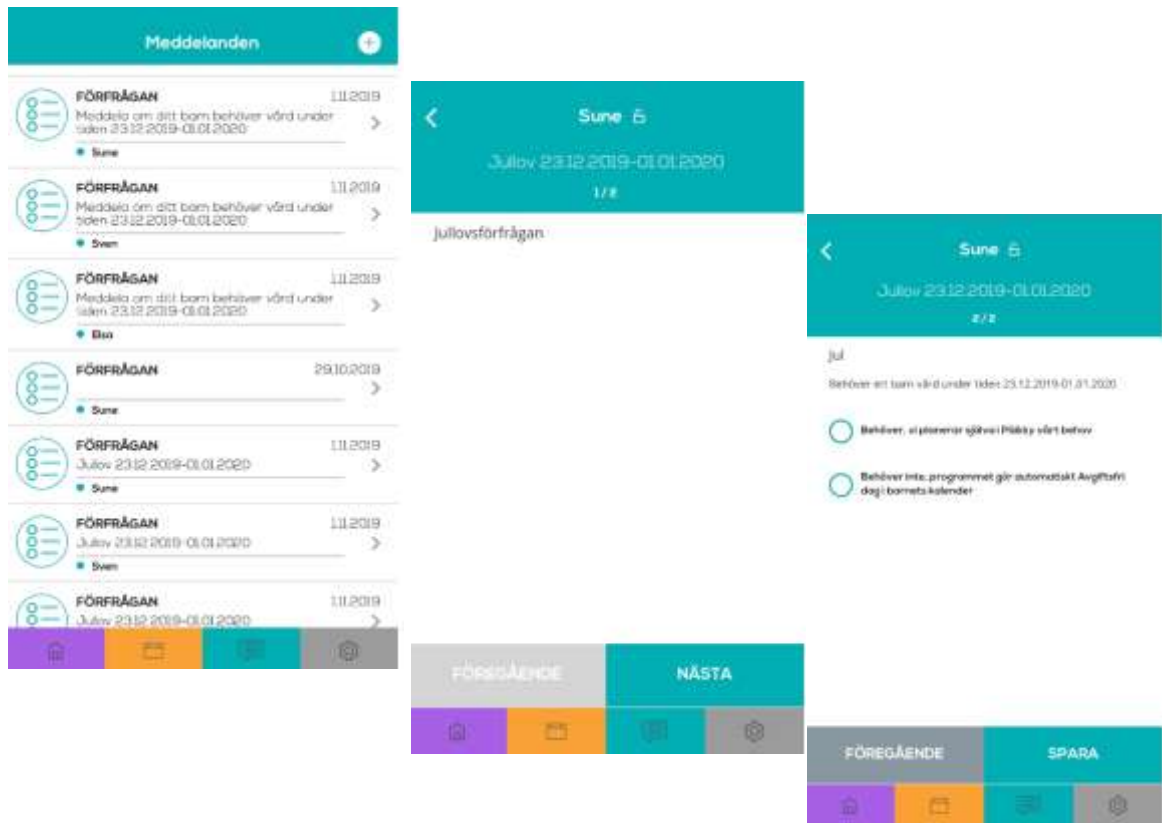 Meddelanden
FÖRFRÅGAN 1.11.2019
Meddela om ditt barn behöver vård under
tiden 23.12.2019-01.01.2020
Sune
FÖRFRÅGAN 1.11.2019
Meddela om ditt barn behöver vård under
tiden 23.12.2019-01.01.2020
Sven
FÖRFRÅGAN 1.11.2019
Meddela om ditt barn behöver vård under
tiden 23.12.2019-01.01.2020
Elsa
FÖRFRÅGAN 29.10.2019
Sune
FÖRFRÅGAN 1.11.2019
Jullov 23.12.2019-01.01.2020
Sune
FÖRFRÅGAN 1.11.2019
Jullov 23.12.2019-01.01.2020
Sven
FÖRFRÅGAN 1.11.2019
Jullov 23.12.2019-01.01.2020
Sune
Jullov 23.12.2019-01.01.2020
1/2
Jullovsförfrågan
FÖREGÅENDE NÄSTA
Sune
Jullov 23.12.2019-01.01.2020
2/2
Jul
Behöver ert barn vård under tiden 23.12.2019-01.01.2020
Behöver, vi planerar själva i Päikky vårt behov
Behöver inte, programmet gör automatiskt Avgiftsfri
dag i barnets kalender
FÖREGÅENDE SPARA